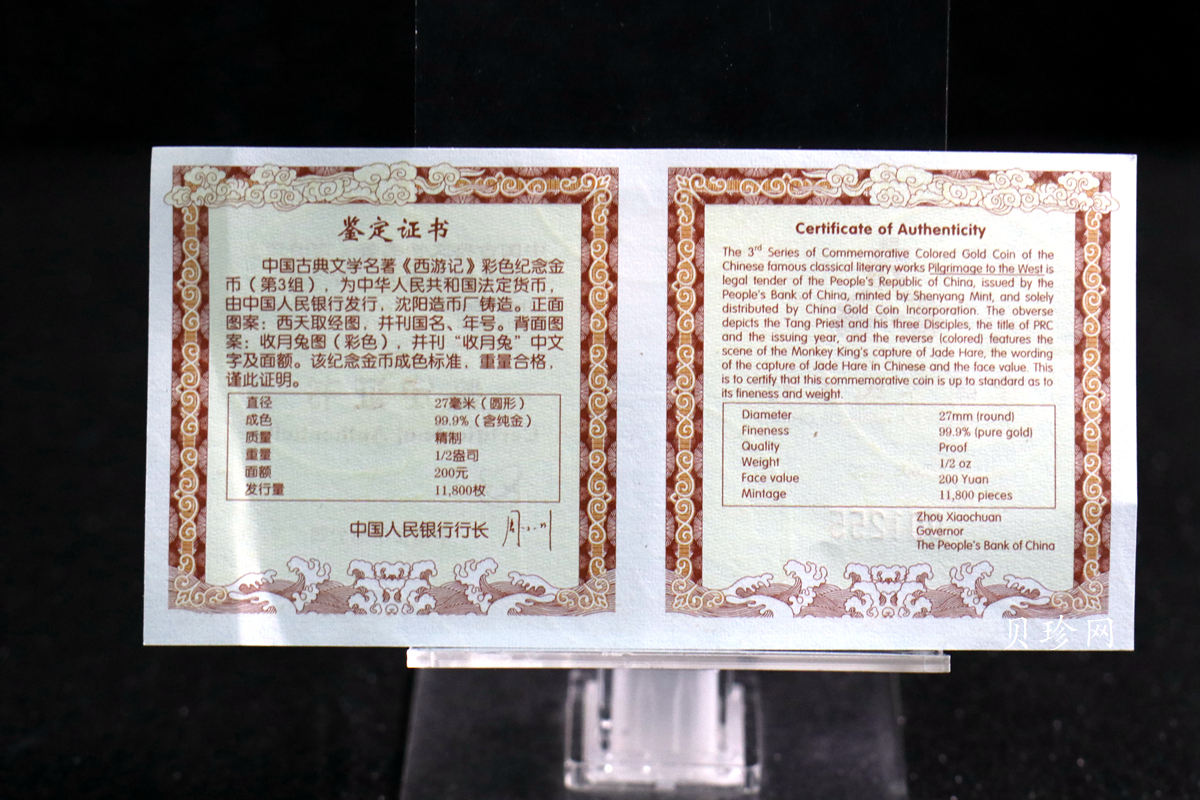 鉴定证书
中国古典文学名著《西游记》彩色纪念金
币（第3组），为中华人民共和国法定货币，
由中国人民银行发行，沈阳造币厂铸造。正面
图案：西天取经图，并刊国名、年号。背面图
案：收月兔图（彩色），并刊“收月兔”中文
字及面额。该纪念金币成色标准，重量合格，
谨此证明。
直径 27毫米（圆形）
成色 99.9%（含纯金）
质量 精制
重量 1/2盎司
面额 200元
发行量 11,800枚
中国人民银行行长
Certificate of Authenticity
The 3rd Series of Commemorative Colored Gold Coin of the
Chinese famous classical literary works Pilgrimage to the West is
legal tender of the People's Republic of China, issued by the
People's Bank of China, minted by Shenyang Mint, and solely
distributed by China Gold Coin Incorporation. The obverse
depicts the Tang Priest and his three Disciples, the title of PRC
and the issuing year, and the reverse (colored) features the
scene of the Monkey King's capture of Jade Hare, the wording
of the capture of Jade Hare in Chinese and the face value. This
is to certify that this commemorative coin is up to standard as to
its fineness and weight.
Diameter 27mm (round)
Fineness 99.9% (pure gold)
Quality Proof
Weight 1/2 oz
Face value 200 Yuan
Mintage 11,800 pieces
Zhou Xiaochuan
Governor
The People's Bank of China
贝珍网